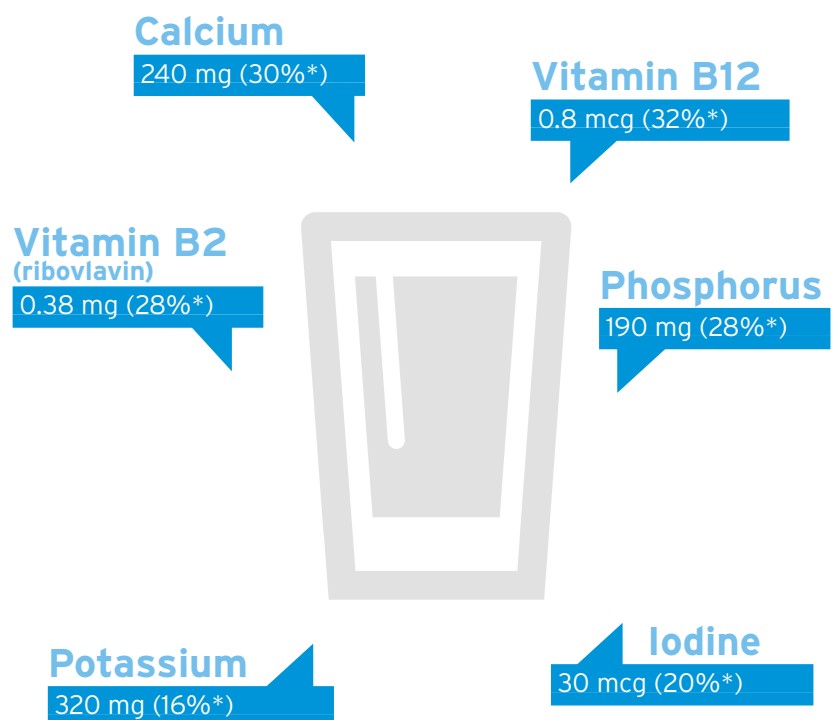 Calcium
240 mg (30%*)
Vitamin B12
0.8 mcg (32%*)
Vitamin B2
(ribovlavin)
0.38 mg (28%*)
Phosphorus
190 mg (28%*)
Iodine
30 mcg (20%*)
Potassium
320 mg (16%*)